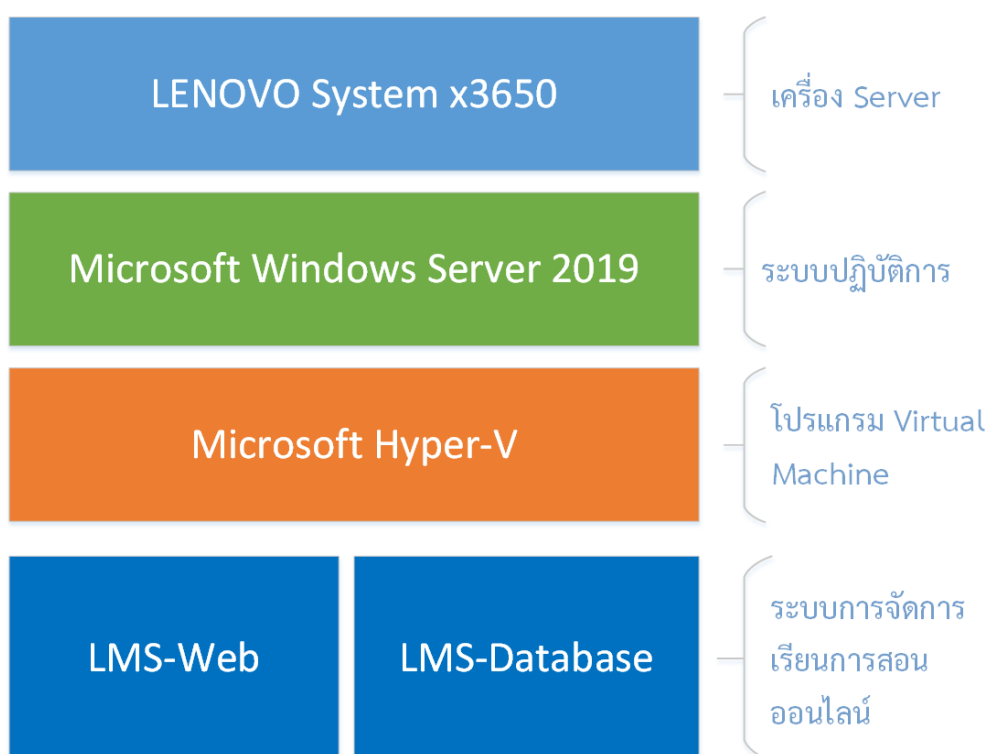 LENOVO System x3650
เครื่อง Server
Microsoft Windows Server 2019
ระบบปฏิบัติการ
Microsoft Hyper-V
โปรแกรม Virtual
Machine
LMS-Web
LMS-Database
ระบบการจัดการ
เรียนการสอน
ออนไลน์